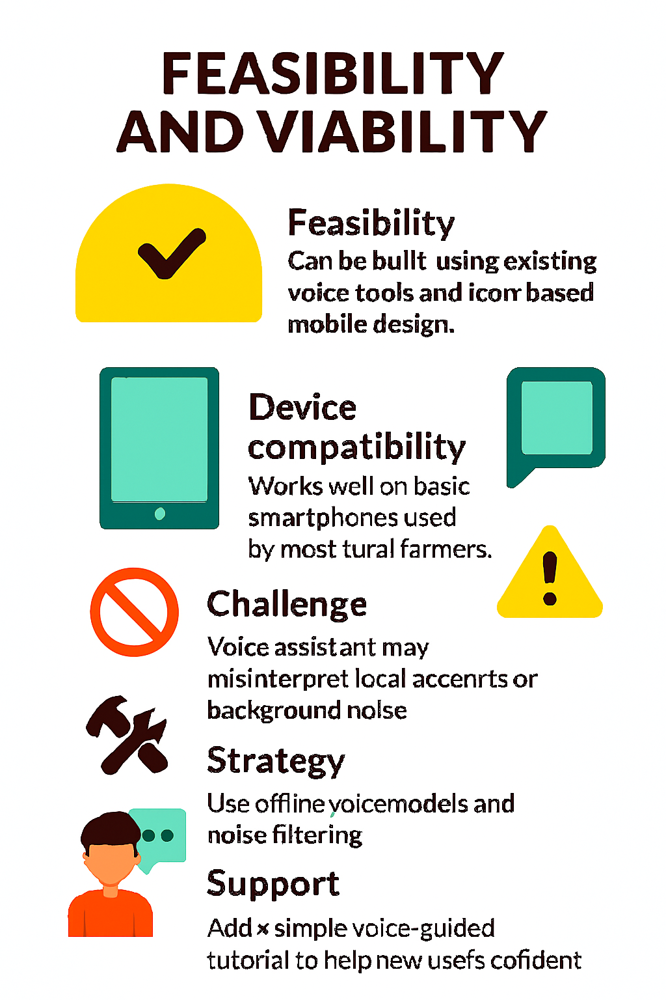 FEASIBILITY
AND VIABILITY
Feasibility
Can be bullt using existing
voice tools and icorr based
mobile design.
Device
compatibility
Works well on basic
smartphones used
by most tural farmers.
Challenge
Voice assistant may
misinterpret local accenrts or
background nolse
Strategy
Use offline voicemodels and
noise filtering
Support
Add × simple voice-guided
tutorial to help new usefs cofident